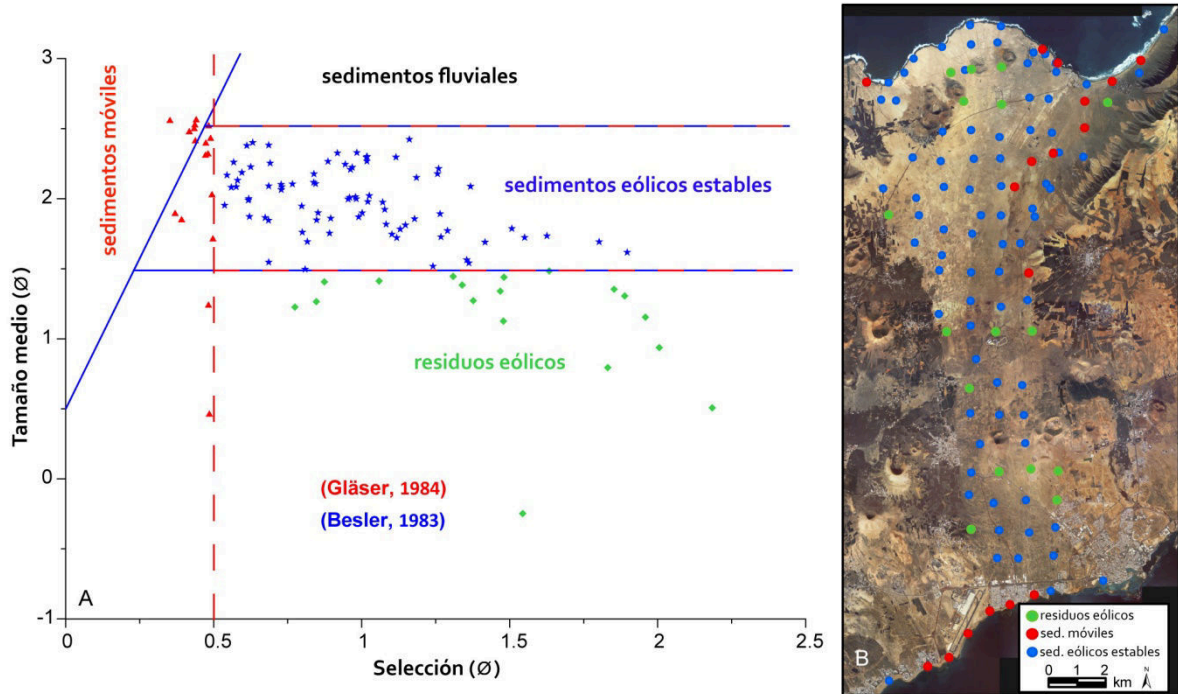 3
2
1
0
-1
Tamaño medio (Ø)
sedimentos móviles
sedimentos fluviales
sedimentos eólicos estables
residuos eólicos
(Gläser, 1984)
(Besler, 1983)
A
0
0.5
1
1.5
2
2.5
Selección (Ø)
B
residuos eólicos
sed. móviles
sed. eólicos estables
0 1 2
km
N